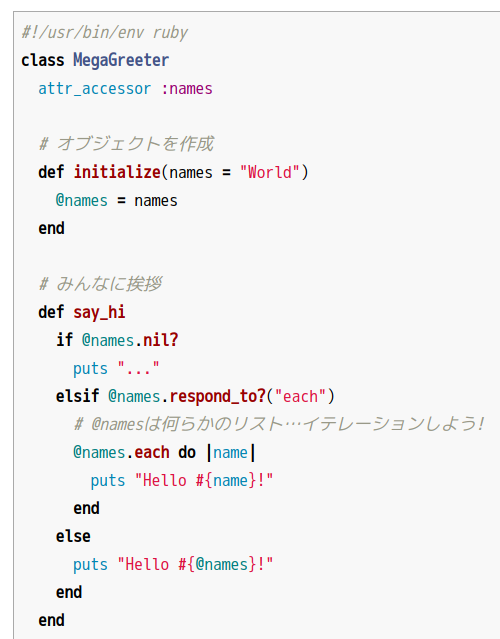 #!/usr/bin/env ruby
class MegaGreeter
  attr_accessor :names

  # オブジェクトを作成
  def initialize(names = "World")
    @names = names
  end

  # みんなに挨拶
  def say_hi
    if @names.nil?
      puts "..."
    elsif @names.respond_to?("each")
      # @namesは何らかのリスト…イテレーションしよう!
      @names.each do |name|
        puts "Hello #{name}!"
      end
    else
      puts "Hello #{@names}!"
    end
  end